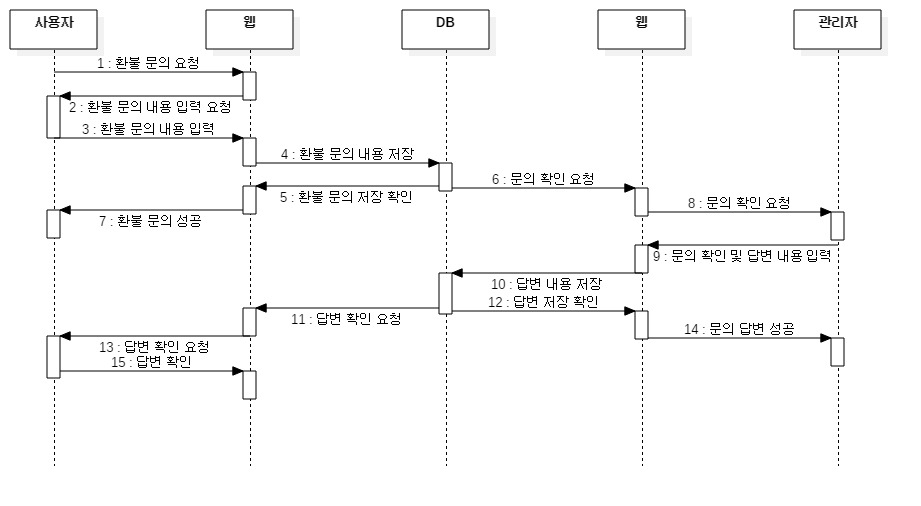 사용자
웹
DB
웹
관리자
1 : 환불 문의 요청
2 : 환불 문의 내용 입력 요청
3 : 환불 문의 내용 입력
4 : 환불 문의 내용 저장
6 : 문의 확인 요청
5 : 환불 문의 저장 확인
8 : 문의 확인 요청
7 : 환불 문의 성공
9 : 문의 확인 및 답변 내용 입력
10 : 답변 내용 저장
12 : 답변 저장 확인
11 : 답변 확인 요청
14 : 문의 답변 성공
13 : 답변 확인 요청
15 : 답변 확인